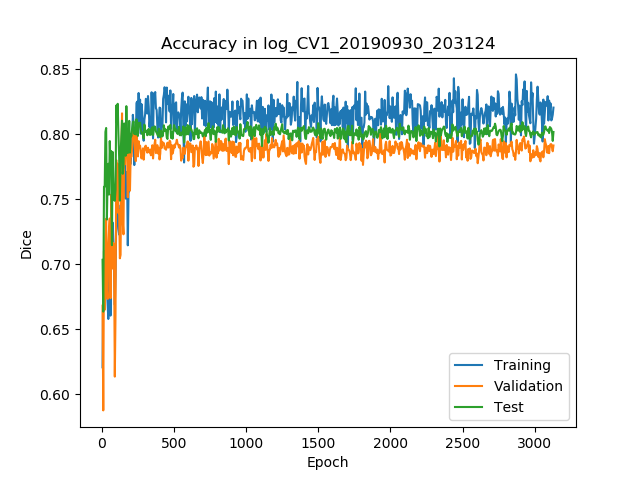 Accuracy in log_CV1_20190930_203124
0.85
0.80
0.75
0.70
0.65
0.60
Dice
0 500 1000 1500 2000 2500 3000
Epoch
Training
Validation
Test